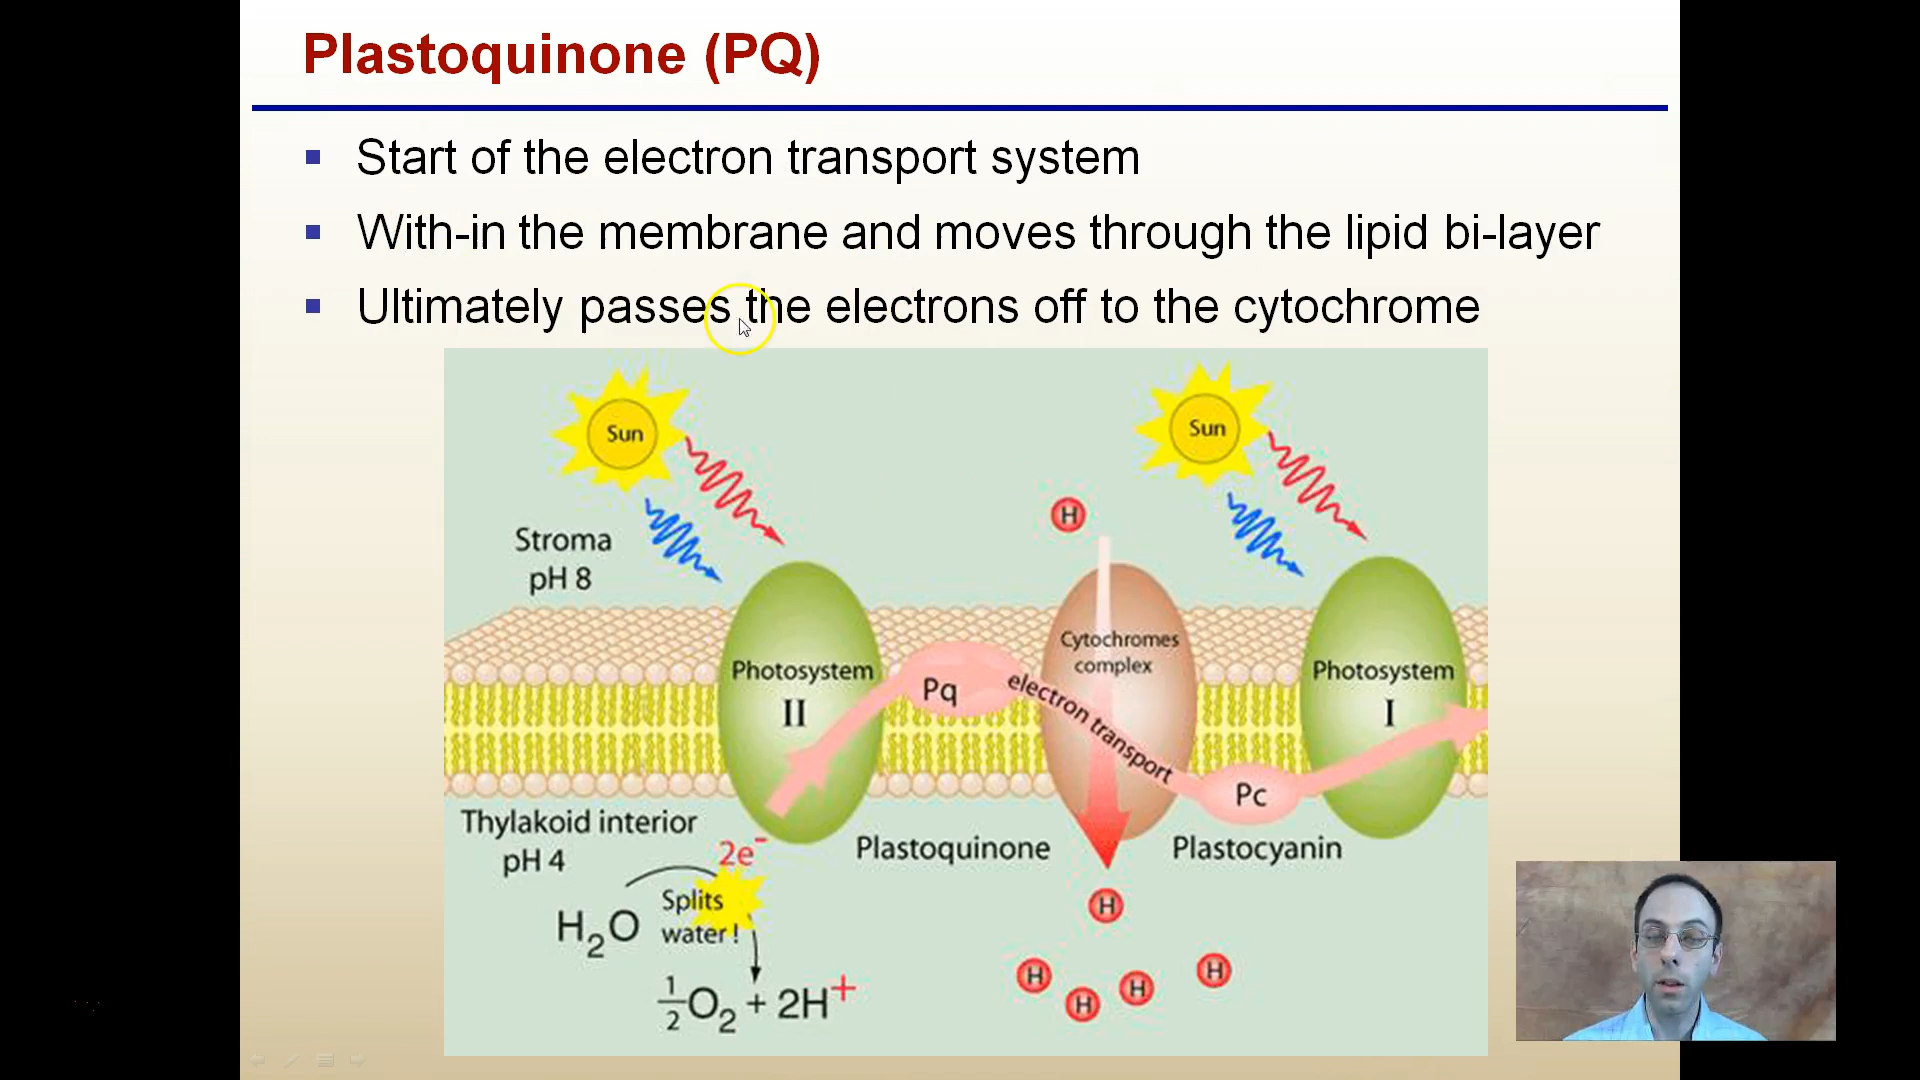 Plastoquinone (PQ)
Start of the electron transport system
With-in the membrane and moves through the lipid bi-layer
Ultimately passes the electrons off to the cytochrome
Sun
Sun
H
Stroma
pH 8
Cytochromes
complex
Photosystem
II
Pq
electron transport
Photosystem
I
Pc
Thylakoid interior
pH 4
2e-
Plastoquinone
Plastocyanin
H2O
Splits
water!
H
H
H
H
H
1/2 O2 + 2H+